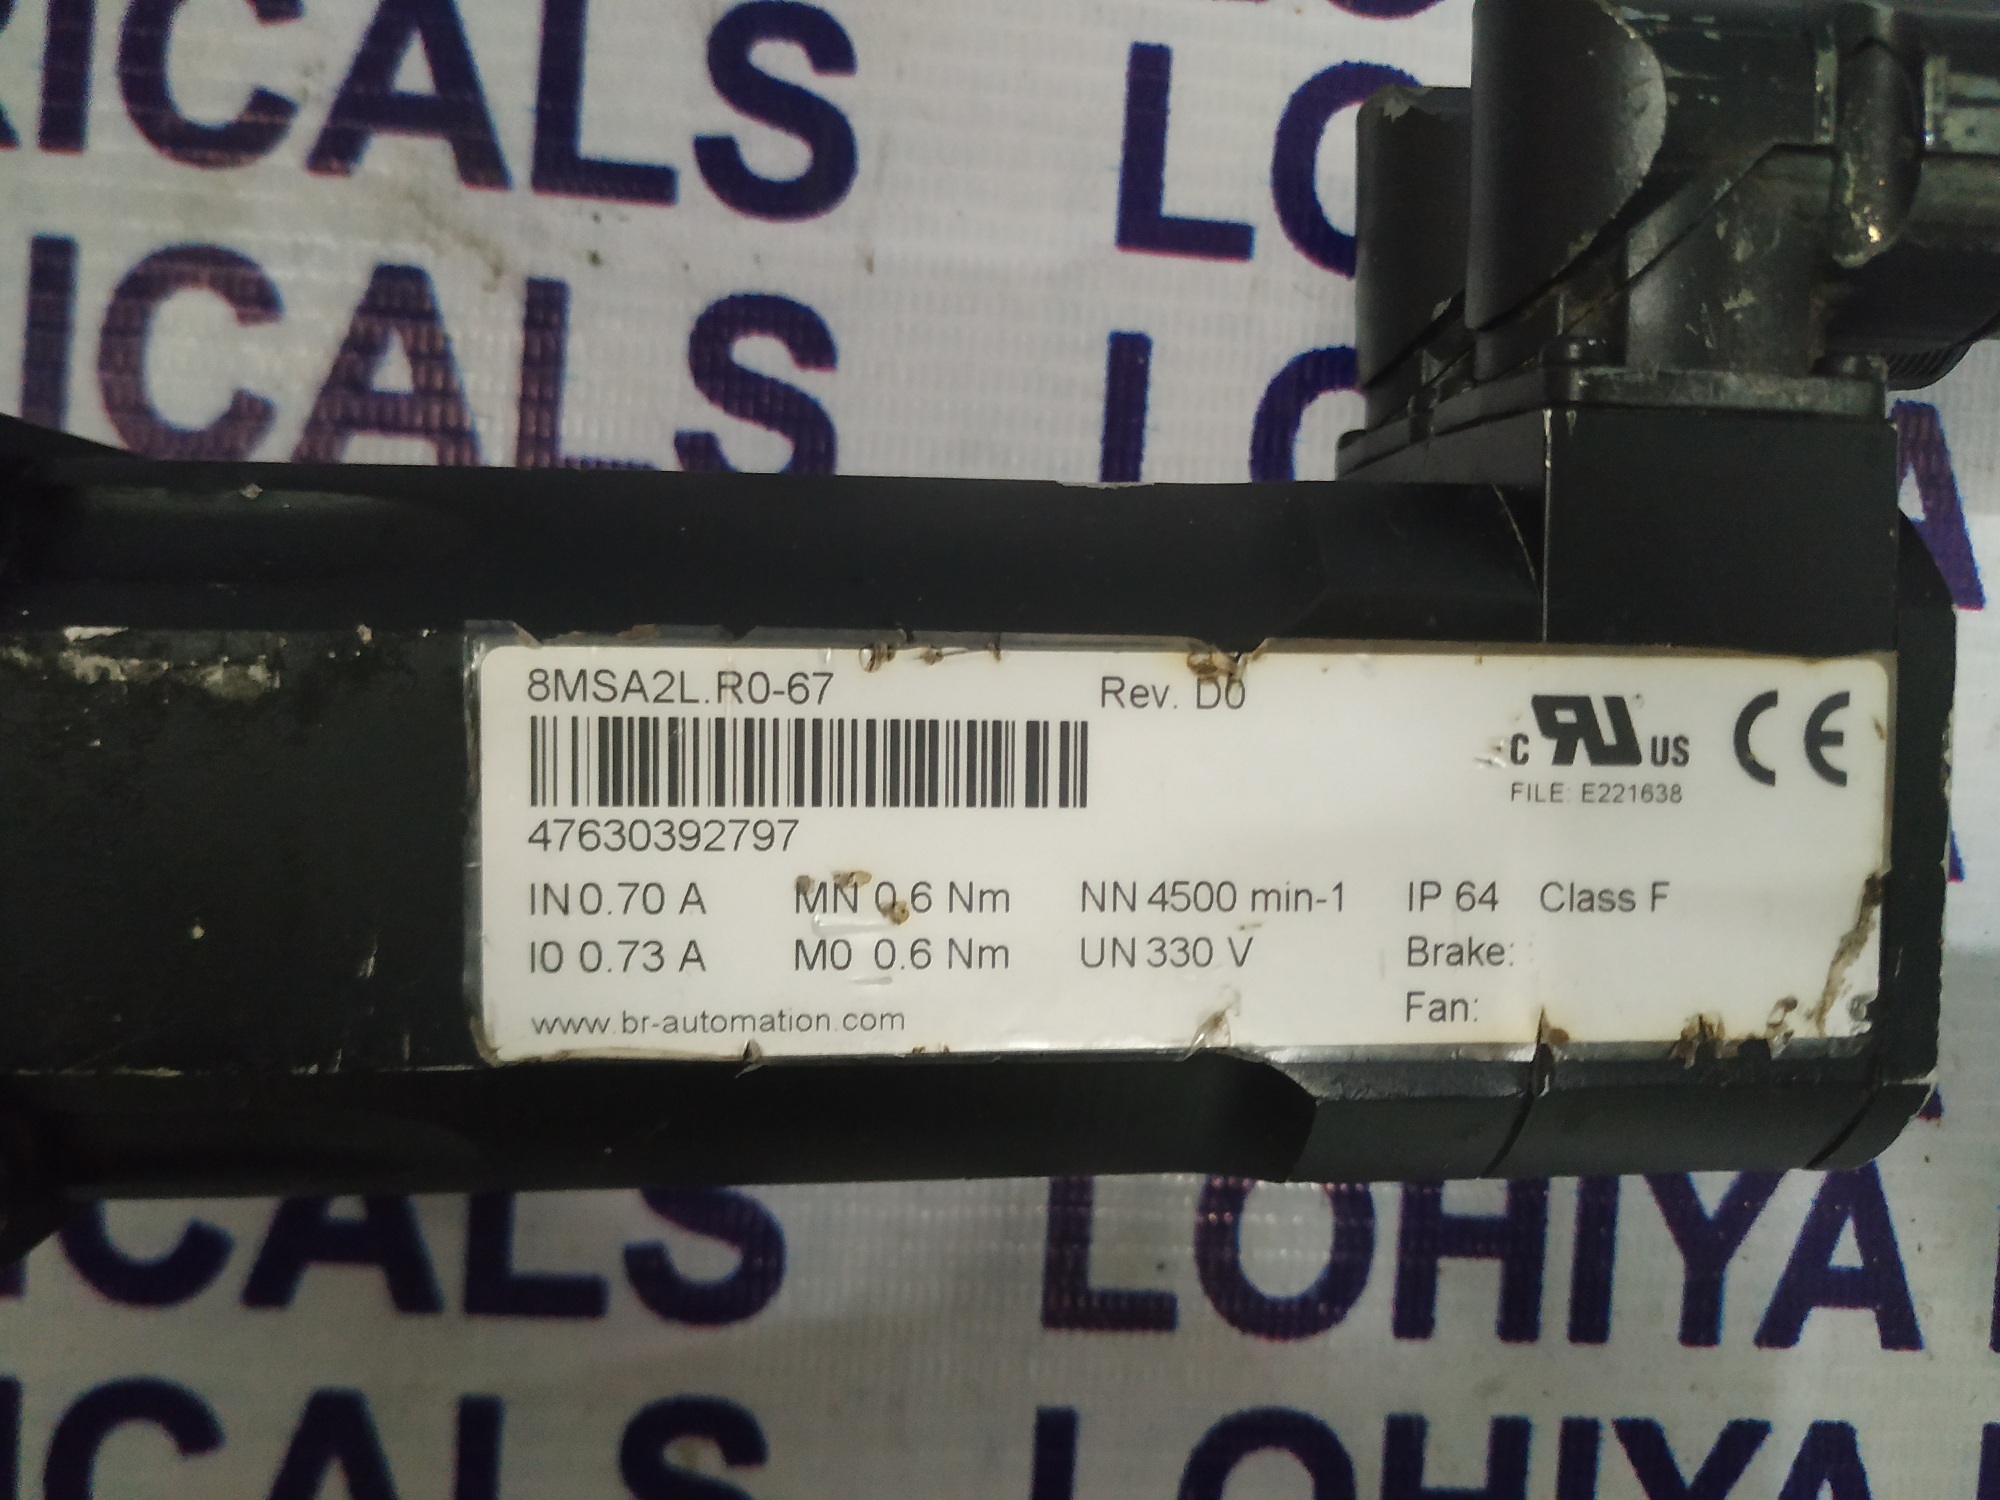 RICALS LO
ICALS LO
8MSA2L.R0-67 Rev. D0
c RU US CE
FILE: E221638
47630392797
IN 0.70 A MN 0.6 Nm NN 4500 min-1 IP 64 Class F
I0 0.73 A M0 0.6 Nm UN 330 V Brake:
Fan:
www.br-automation.com
ICALS LOHIYA
ICALS LOHIYA